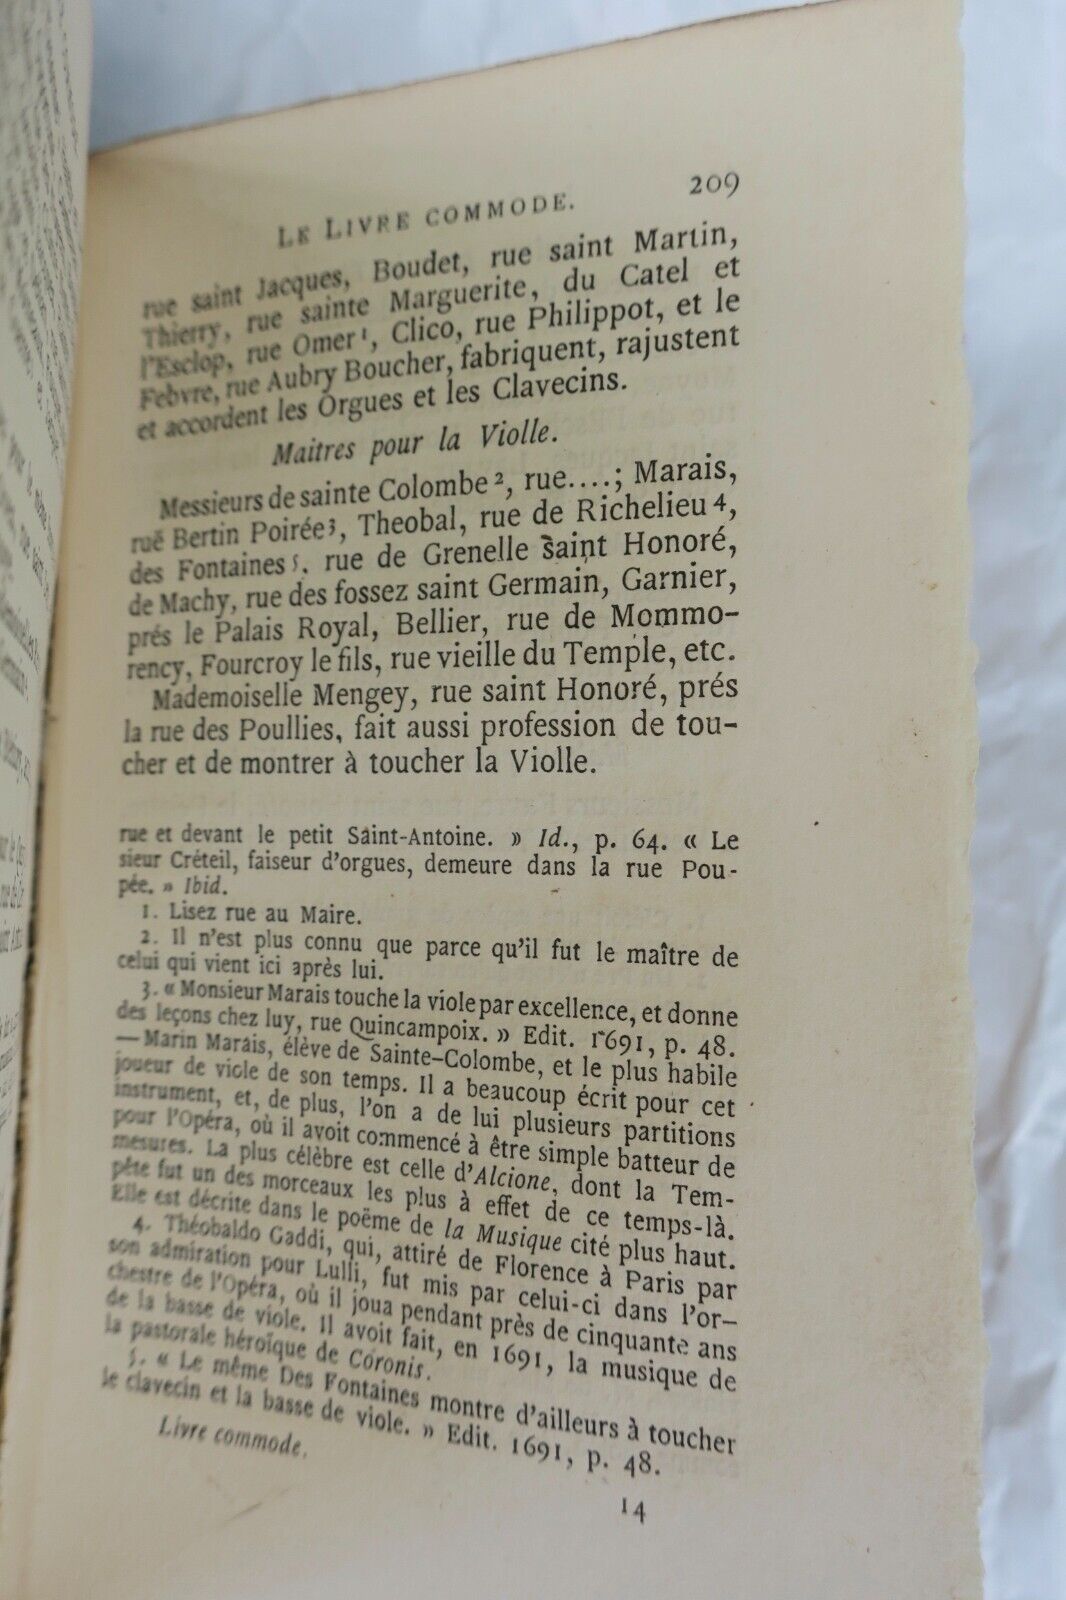 209
LE LIVRE COMMODE.
rue saint Jacques, Boudet, rue saint Martin,
Thierry, rue sainte Marguerite, du Catel et
l'Esclop, rue Omer¹, Clico, rue Philippot, et le
Febvre, rue Aubry Boucher, fabriquent, rajustent
et accordent les Orgues et les Clavecins.
Maitres pour la Violle.
Messieurs de sainte Colombe², rue....; Marais,
rue Bertin Poirée³, Theobal, rue de Richelieu⁴,
des Fontaines⁵, rue de Grenelle saint Honoré,
de Machy, rue des fossez saint Germain, Garnier,
prés le Palais Royal, Bellier, rue de Mommo-
rency, Fourcroy le fils, rue vieille du Temple, etc.
Mademoiselle Mengey, rue saint Honoré, prés
la rue des Poullies, fait aussi profession de tou-
cher et de montrer à toucher la Violle.
rue et devant le petit Saint-Antoine. » Id., p. 64. « Le
sieur Créteil, faiseur d'orgues, demeure dans la rue Pou-
pée. » Ibid.
1. Lisez rue au Maire.
2. Il n'est plus connu que parce qu'il fut le maître de
celui qui vient ici après lui.
3. « Monsieur Marais touche la viole par excellence, et donne
des leçons chez luy, rue Quincampoix. » Edit. 1691, p. 48.
— Marin Marais, élève de Sainte-Colombe, et le plus habile
joueur de viole de son temps. Il a beaucoup écrit pour cet
instrument, et, de plus, l'on a de lui plusieurs partitions
pour l'Opéra, où il avoit commencé à être simple batteur de
mesures. La plus célèbre est celle d'Alcione, dont la Tem-
pête fut un des morceaux les plus à effet de ce temps-là.
Elle est décrite dans le poëme de la Musique cité plus haut.
4. Théobaldo Gaddi, qui, attiré de Florence à Paris par
son admiration pour Lulli, fut mis par celui-ci dans l'or-
chestre de l'Opéra, où il joua pendant près de cinquante ans
de la basse de viole. Il avoit fait, en 1691, la musique de
la pastorale héroïque de Coronis.
5. « Le même Des Fontaines montre d'ailleurs à toucher
le clavecin et la basse de viole. » Edit. 1691, p. 48.
Livre commode.
14